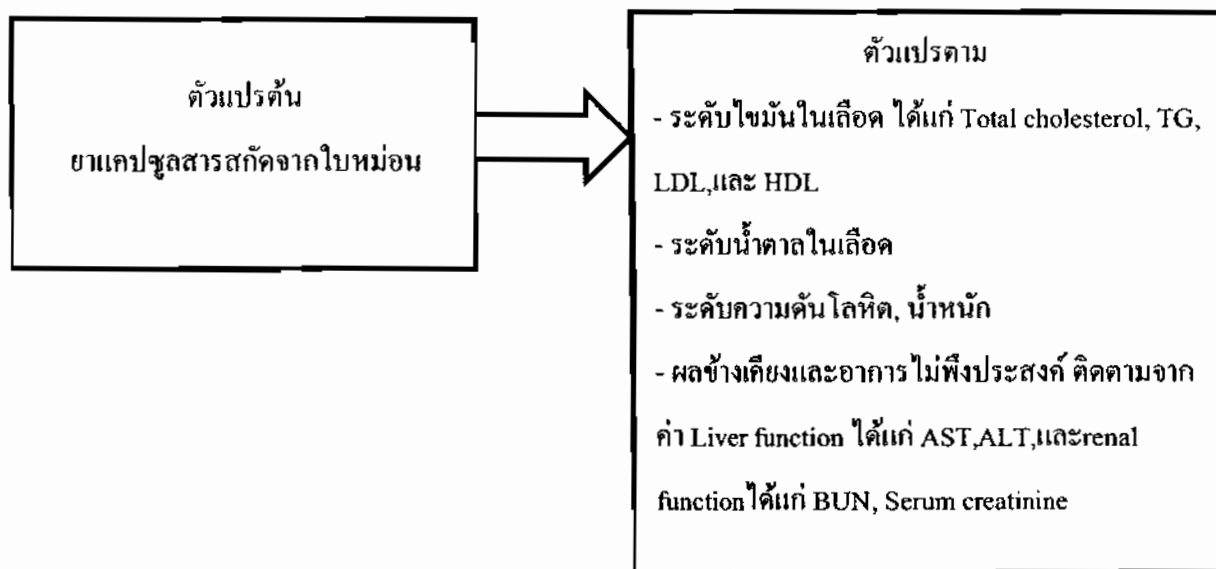 ตัวแปรต้น
ยาแคปซูลสารสกัดจากใบหม่อน
ตัวแปรตาม
- ระดับไขมันในเลือด ได้แก่ Total cholesterol, TG,
LDL,และ HDL
- ระดับน้ำตาลในเลือด
- ระดับความดันโลหิต, น้ำหนัก
- ผลข้างเคียงและอาการไม่พึงประสงค์ ติดตามจาก
ค่า Liver function ได้แก่ AST,ALT,และrenal
functionได้แก่ BUN, Serum creatinine